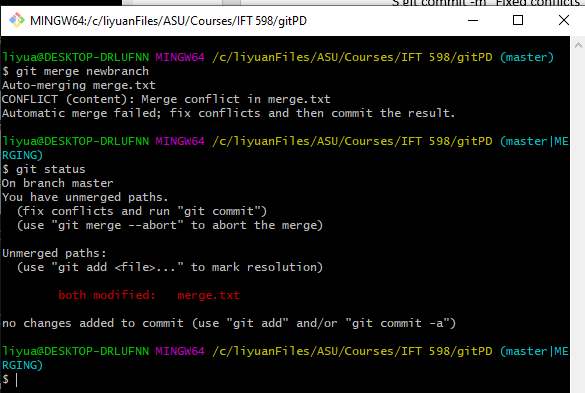 $ git commit -m "Fixed conflicts
MINGW64:/c/liyuanFiles/ASU/Courses/IFT 598/gitPD
liyua@DESKTOP-DRLUFNN MINGW64 /c/liyuanFiles/ASU/Courses/IFT 598/gitPD (master)
$ git merge newbranch
Auto-merging merge.txt
CONFLICT (content): Merge conflict in merge.txt
Automatic merge failed; fix conflicts and then commit the result.
liyua@DESKTOP-DRLUFNN MINGW64 /c/liyuanFiles/ASU/Courses/IFT 598/gitPD (master|ME
RGING)
$ git status
On branch master
You have unmerged paths.
  (fix conflicts and run "git commit")
  (use "git merge --abort" to abort the merge)
Unmerged paths:
  (use "git add <file>..." to mark resolution)
        both modified:   merge.txt
no changes added to commit (use "git add" and/or "git commit -a")
liyua@DESKTOP-DRLUFNN MINGW64 /c/liyuanFiles/ASU/Courses/IFT 598/gitPD (master|ME
RGING)
$